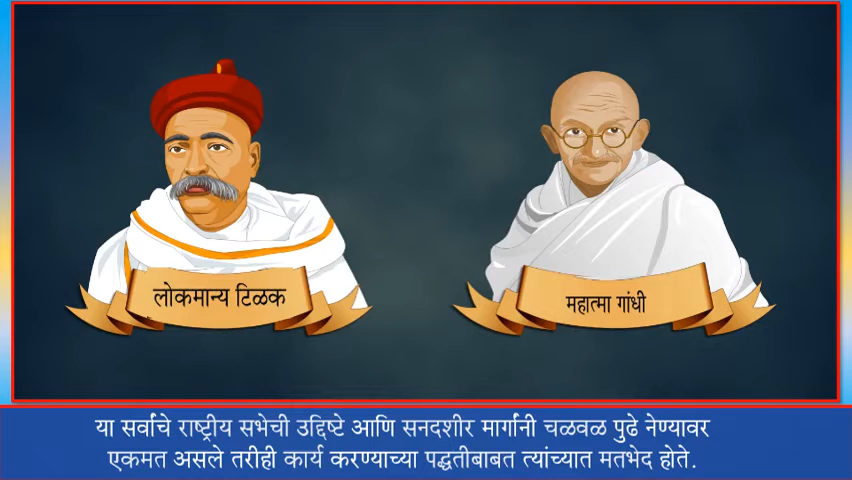 लोकमान्य टिळक
महात्मा गांधी
या सर्वांचे राष्ट्रीय सभेची उद्दिष्टे आणि सनदशीर मार्गांनी चळवळ पुढे नेण्यावर
एकमत असले तरीही कार्य करण्याच्या पद्धतीबाबत त्यांच्यात मतभेद होते.